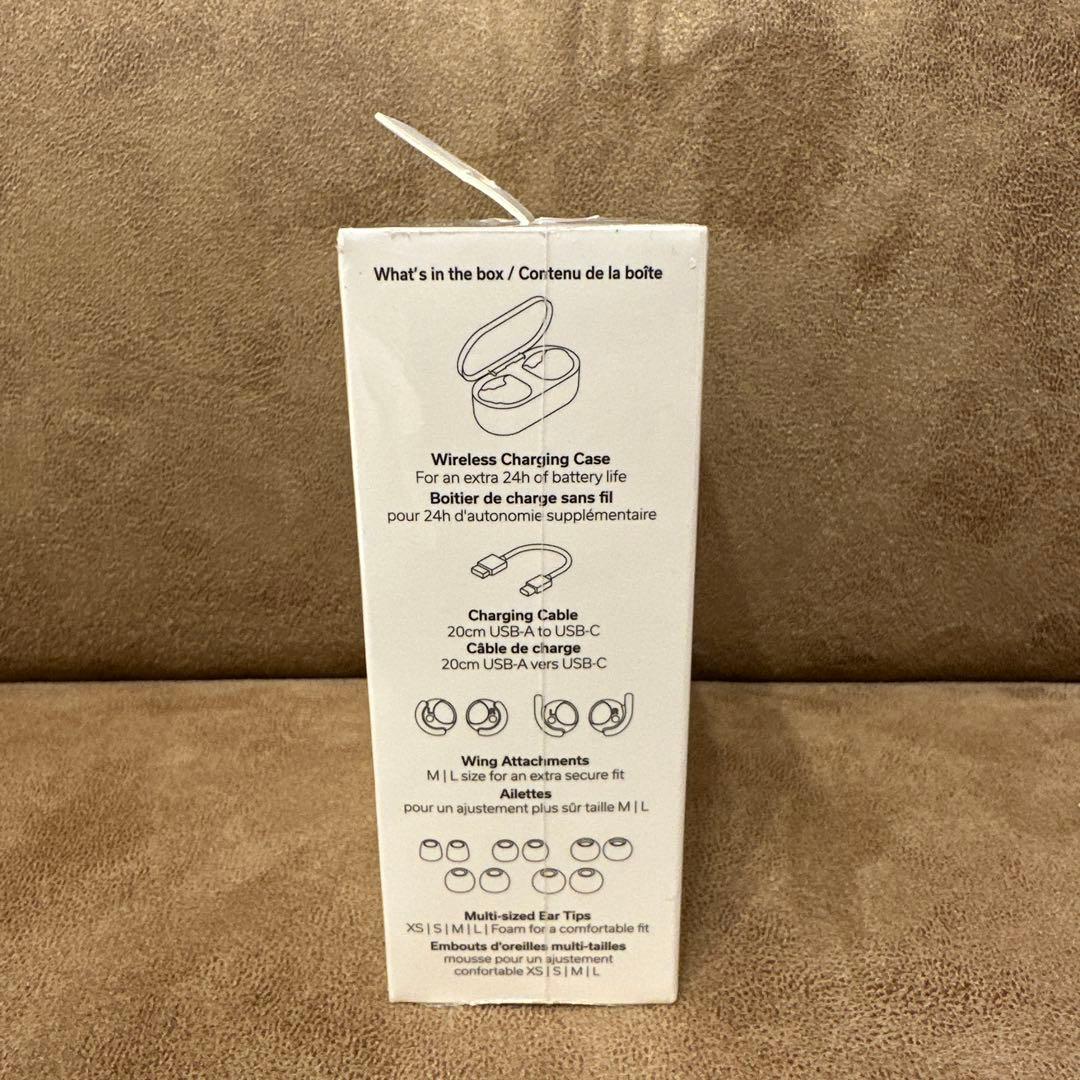 What's in the box / Contenu de la boîte
Wireless Charging Case
For an extra 24h of battery life
Boitier de charge sans fil
pour 24h d'autonomie supplémentaire
Charging Cable
20cm USB-A to USB-C
Câble de charge
20cm USB-A vers USB-C
Wing Attachments
M | L size for an extra secure fit
Ailettes
pour un ajustement plus sûr taille M | L
Multi-sized Ear Tips
XS | S | M | L | Foam for a comfortable fit
Embouts d'oreilles multi-tailles
mousse pour un ajustement
confortable XS | S | M | L